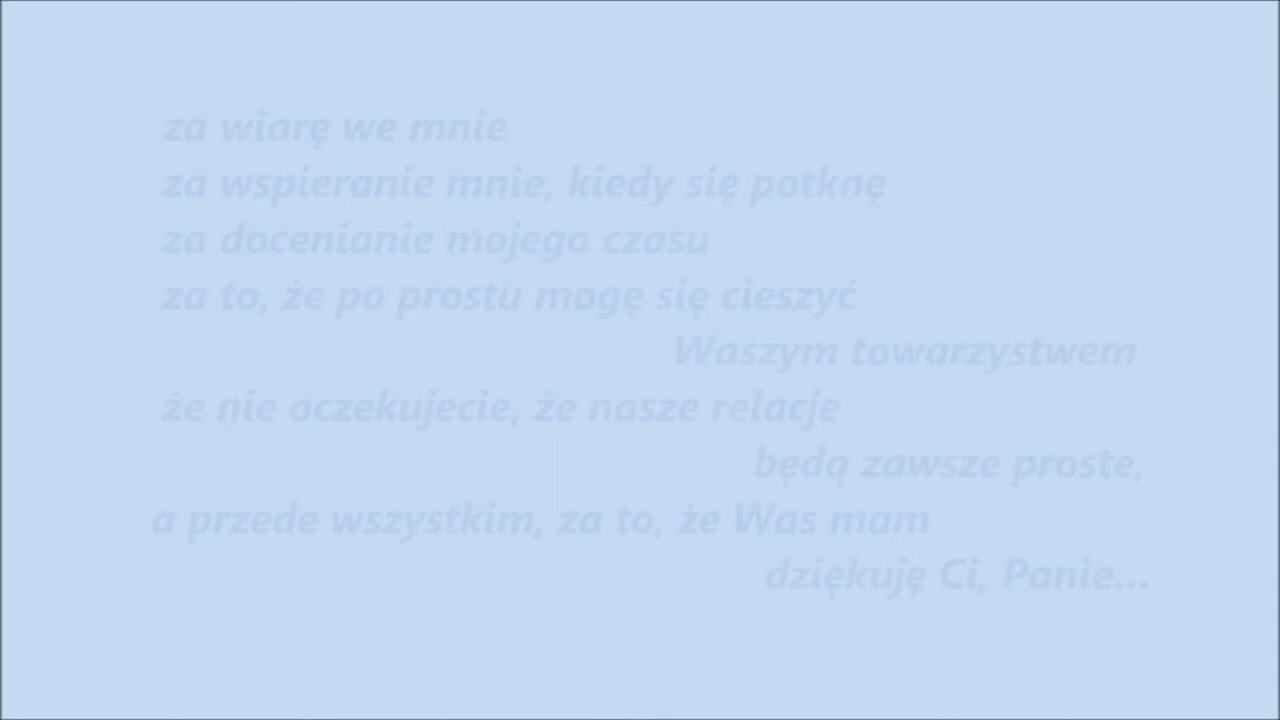 za wiarę we mnie
za wspieranie mnie, kiedy się potknę
za docenianie mojego czasu
za to, że po prostu mogę się cieszyć
Waszym towarzystwem
że nie oczekujecie, że nasze relacje
będą zawsze proste,
a przede wszystkim, za to, że Was mam
dziękuję Ci, Panie...